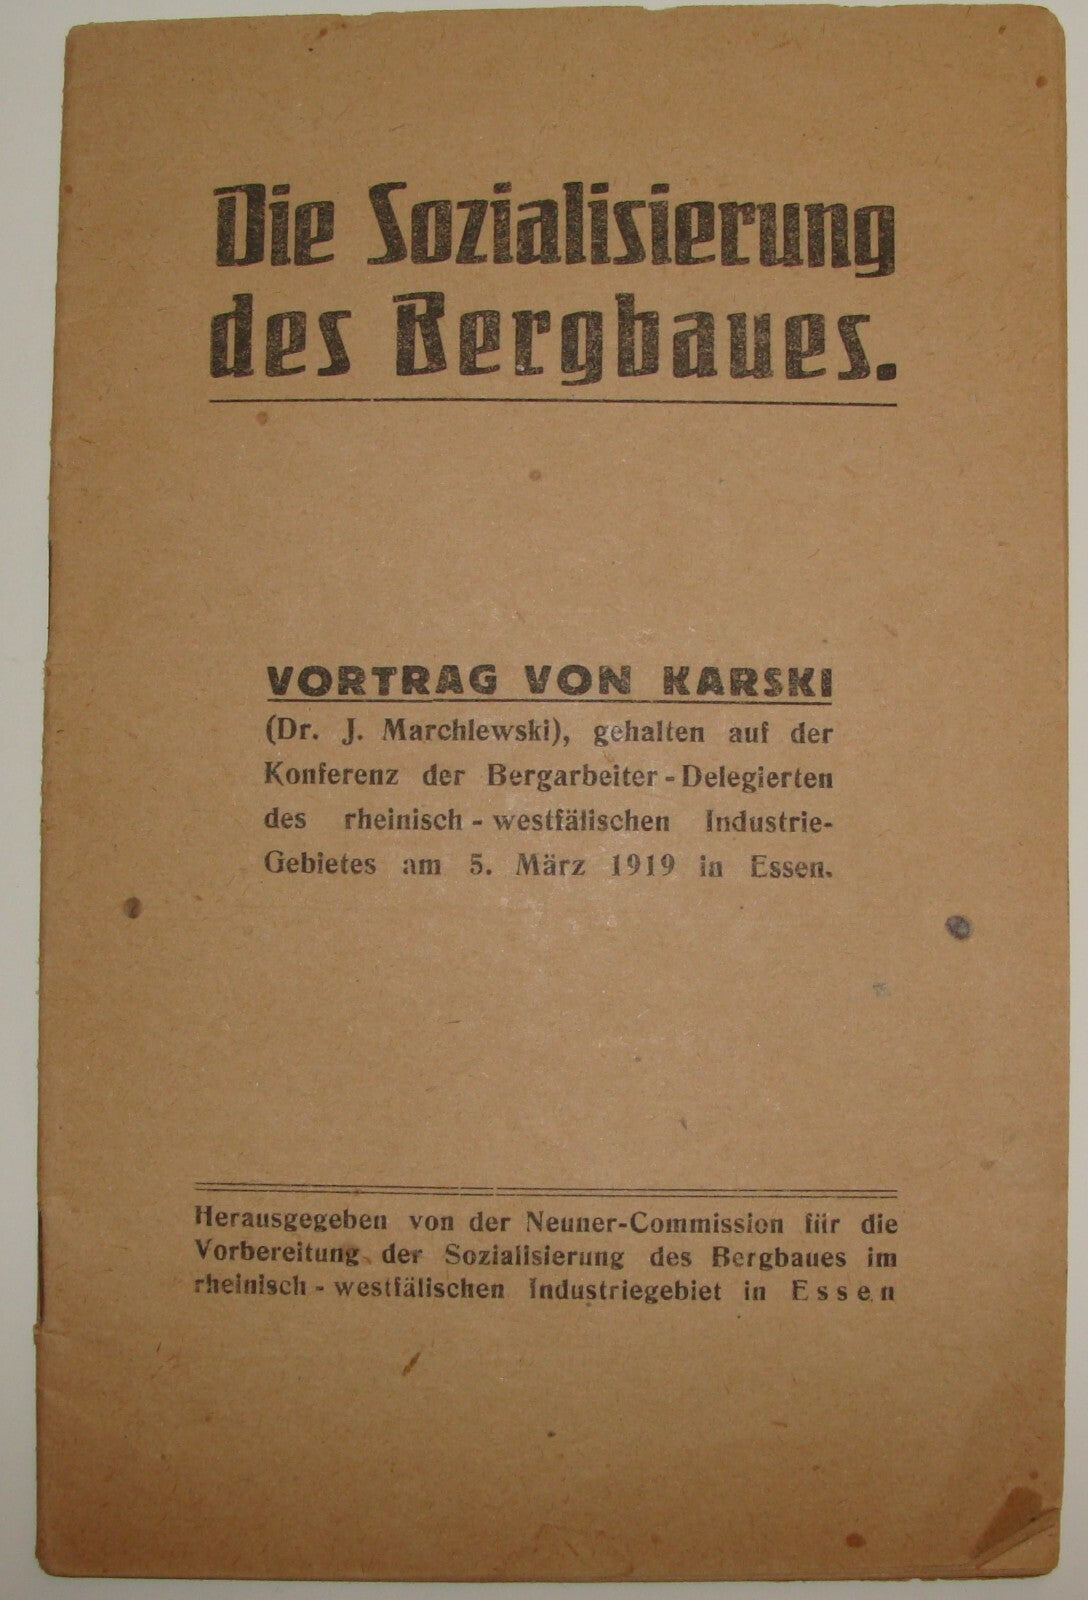 Die Sozialisierung
des Bergbaues.
VORTRAG VON KARSKI
(Dr. J. Marchlewski), gehalten auf der
Konferenz der Bergarbeiter-Delegierten
des rheinisch-westfälischen Industrie-
Gebietes am 5. März 1919 in Essen.
Herausgegeben von der Neuner-Commission für die
Vorbereitung der Sozialisierung des Bergbaues im
rheinisch-westfälischen Industriegebiet in Essen